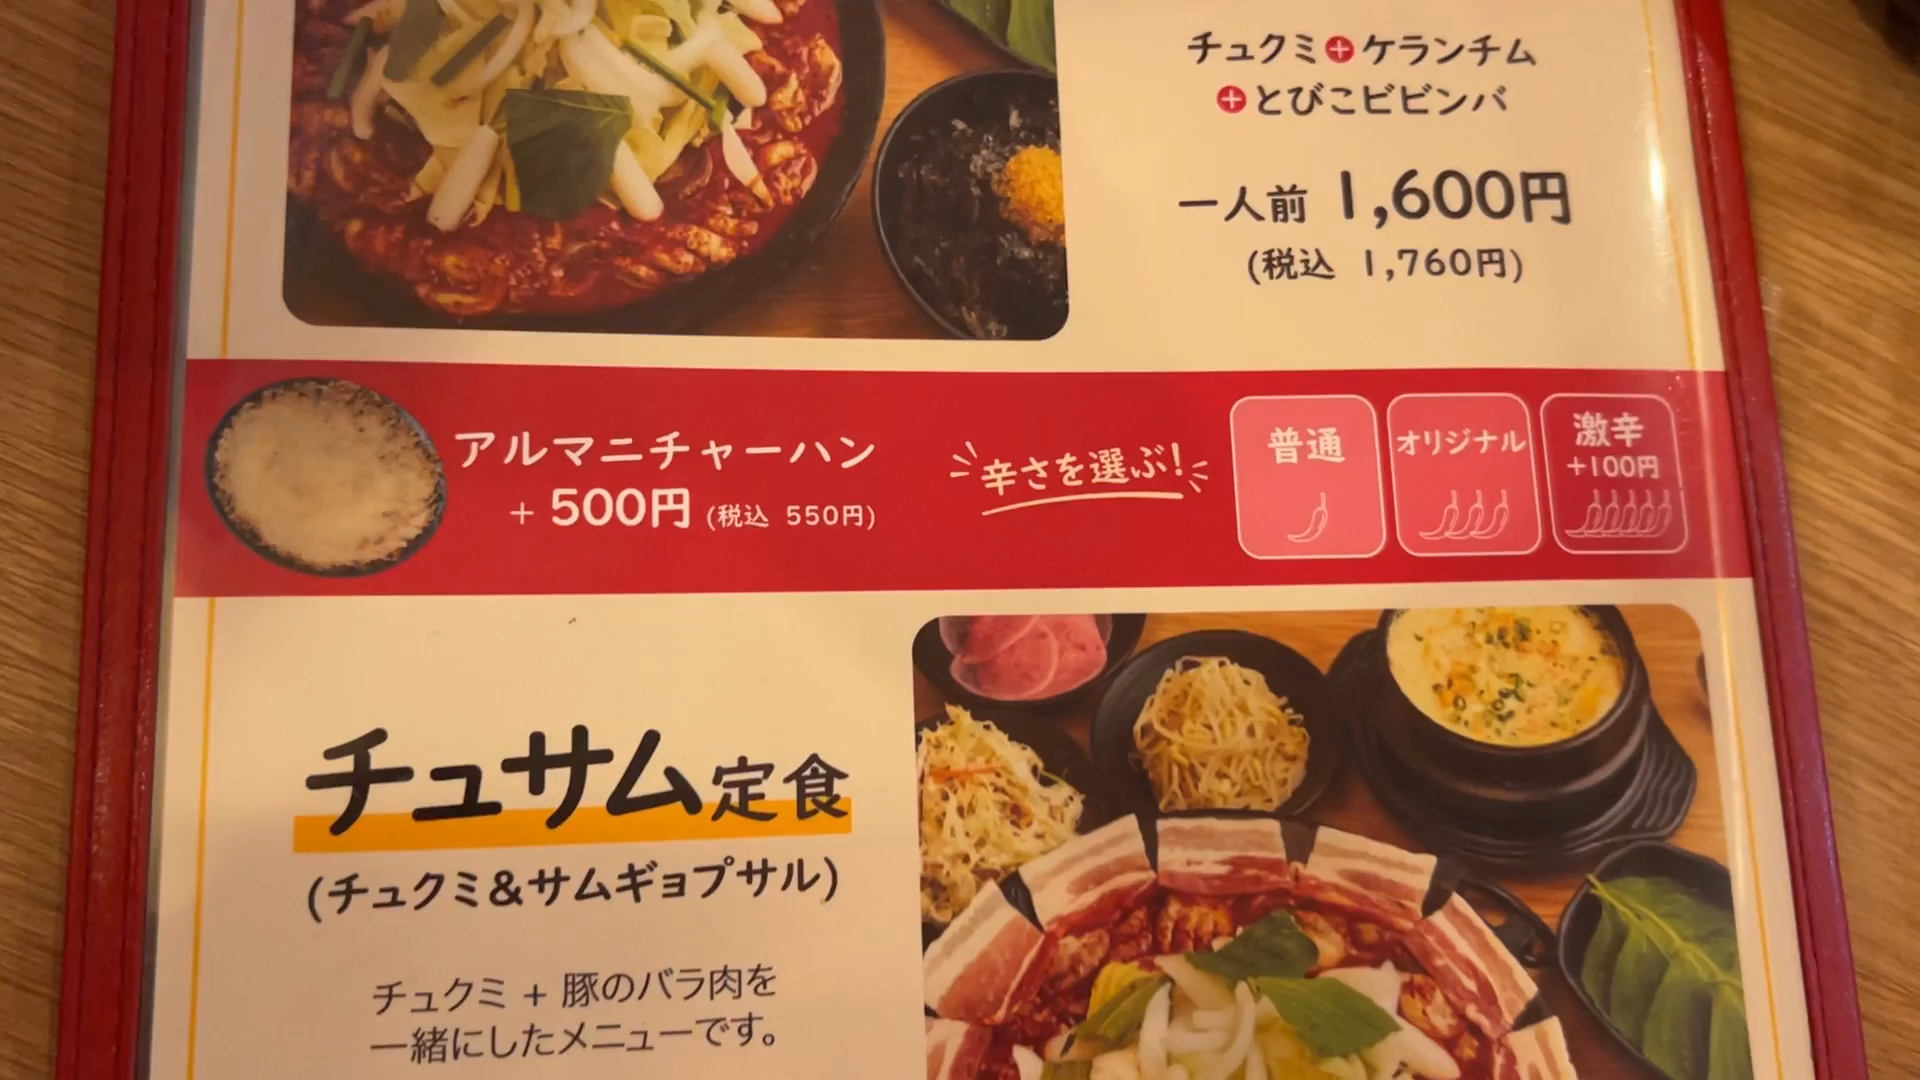 チュクミ+ケランチム
+とびこビビンバ
一人前 1,600円
(税込 1,760円)
アルマニチャーハン
+ 500円 (税込 550円)
辛さを選ぶ!
普通
オリジナル
激辛
+100円
チュサム定食
(チュクミ&サムギョプサル)
チュクミ + 豚のバラ肉を
一緒にしたメニューです。